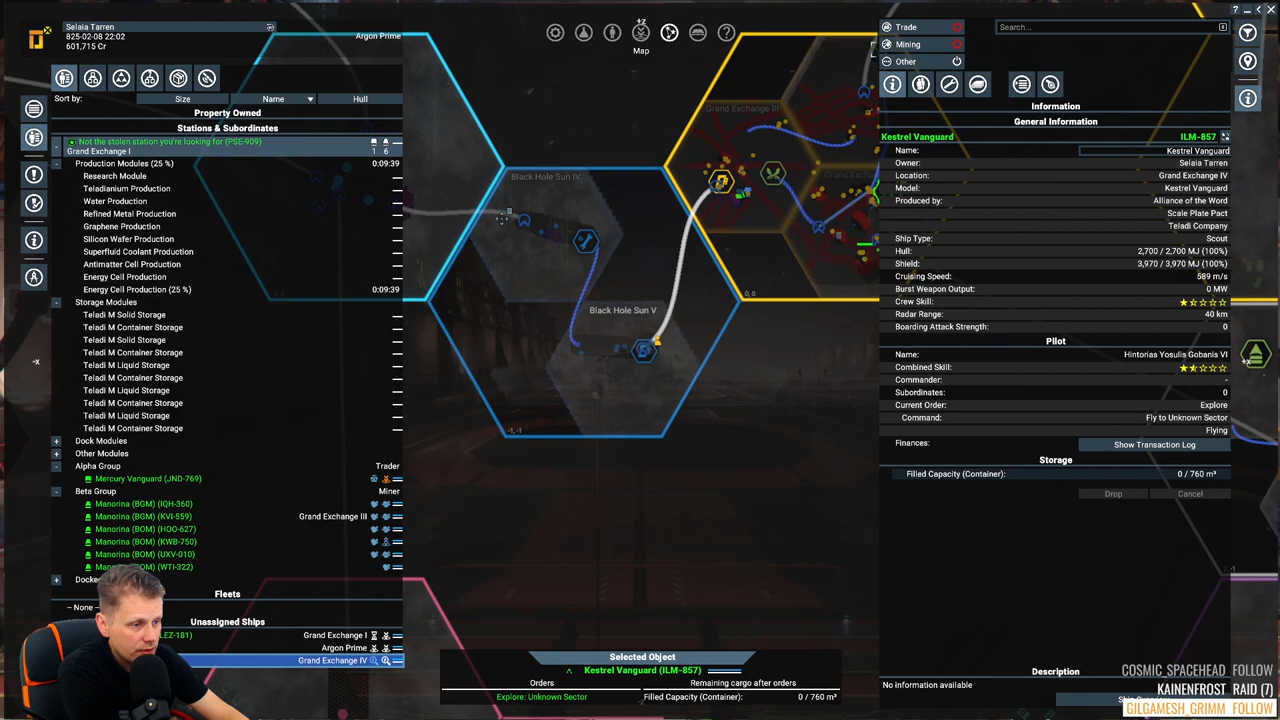 Selaia Tarren
825-02-08 22:02
601,715 Cr
Sort by:
Size
Name
Hull
Property Owned
Stations & Subordinates
Not the stolen station you're looking for (PSE-909)
Grand Exchange I
1 6
Production Modules (25 %)
0:09:39
Research Module
Teladianium Production
Water Production
Refined Metal Production
Graphene Production
Silicon Wafer Production
Superfluid Coolant Production
Antimatter Cell Production
Energy Cell Production
Energy Cell Production (25 %)
0:09:39
Storage Modules
Teladi M Solid Storage
Teladi M Container Storage
Teladi M Solid Storage
Teladi M Container Storage
Teladi M Liquid Storage
Teladi M Container Storage
Teladi M Liquid Storage
Teladi M Container Storage
Teladi M Liquid Storage
Teladi M Container Storage
Dock Modules
Other Modules
Alpha Group
Trader
Mercury Vanguard (JND-769)
Beta Group
Miner
Manorina (BGM) (IQH-360)
Manorina (BGM) (KVI-559)
Grand Exchange III
Manorina (BOM) (HOO-627)
Manorina (BOM) (KWB-750)
Manorina (BOM) (UXV-010)
Manorina (BOM) (WTI-322)
Fleets
-- None --
Unassigned Ships
Grand Exchange I
Argon Prime
Grand Exchange IV
Argon Prime
Map
Black Hole Sun IV
Black Hole Sun V
-1, -1
Grand Exchange III
0, 0
Selected Object
Kestrel Vanguard (ILM-857)
Orders
Remaining cargo after orders
Explore: Unknown Sector
Filled Capacity (Container):
0 / 760 m³
Trade
Mining
Other
Search...
Information
General Information
Kestrel Vanguard
ILM-857
Name:
Kestrel Vanguard
Owner:
Selaia Tarren
Location:
Grand Exchange IV
Model:
Kestrel Vanguard
Produced by:
Alliance of the Word
Scale Plate Pact
Teladi Company
Ship Type:
Scout
Hull:
2,700 / 2,700 MJ (100%)
Shield:
3,970 / 3,970 MJ (100%)
Cruising Speed:
589 m/s
Burst Weapon Output:
0 MW
Crew Skill:
Radar Range:
40 km
Boarding Attack Strength:
0
Pilot
Name:
Hintorias Yosulis Gobanis VI
Combined Skill:
Commander:
-
Subordinates:
0
Current Order:
Explore
Command:
Fly to Unknown Sector
Flying
Finances:
Show Transaction Log
Storage
Filled Capacity (Container):
0 / 760 m³
Drop
Cancel
Description
No information available
COSMIC_SPACEHEAD FOLLOW
KAINENFROST RAID (7)
GILGAMESH_GRIMM FOLLOW